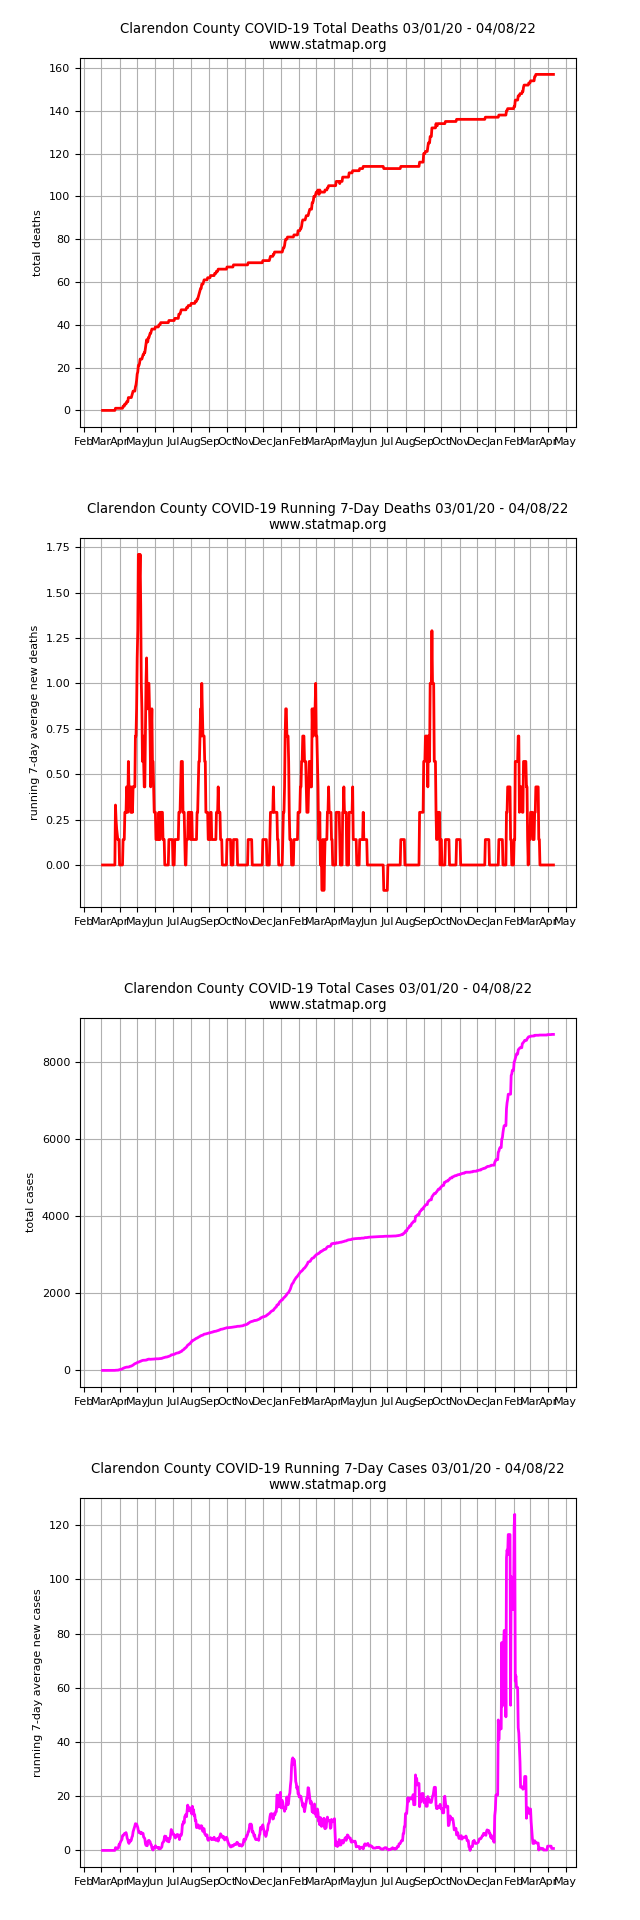 Clarendon County COVID-19 Total Deaths 03/01/20 - 04/08/22
www.statmap.org
160
140
120
100
80
60
40
20
0
total deaths
Feb Mar Apr May Jun Jul Aug Sep Oct Nov Dec Jan Feb Mar Apr May Jun Jul Aug Sep Oct Nov Dec Jan Feb Mar Apr May
Clarendon County COVID-19 Running 7-Day Deaths 03/01/20 - 04/08/22
www.statmap.org
1.75
1.50
1.25
1.00
0.75
0.50
0.25
0.00
running 7-day average new deaths
Feb Mar Apr May Jun Jul Aug Sep Oct Nov Dec Jan Feb Mar Apr May Jun Jul Aug Sep Oct Nov Dec Jan Feb Mar Apr May
Clarendon County COVID-19 Total Cases 03/01/20 - 04/08/22
www.statmap.org
8000
6000
4000
2000
0
total cases
Feb Mar Apr May Jun Jul Aug Sep Oct Nov Dec Jan Feb Mar Apr May Jun Jul Aug Sep Oct Nov Dec Jan Feb Mar Apr May
Clarendon County COVID-19 Running 7-Day Cases 03/01/20 - 04/08/22
www.statmap.org
120
100
80
60
40
20
0
running 7-day average new cases
Feb Mar Apr May Jun Jul Aug Sep Oct Nov Dec Jan Feb Mar Apr May Jun Jul Aug Sep Oct Nov Dec Jan Feb Mar Apr May